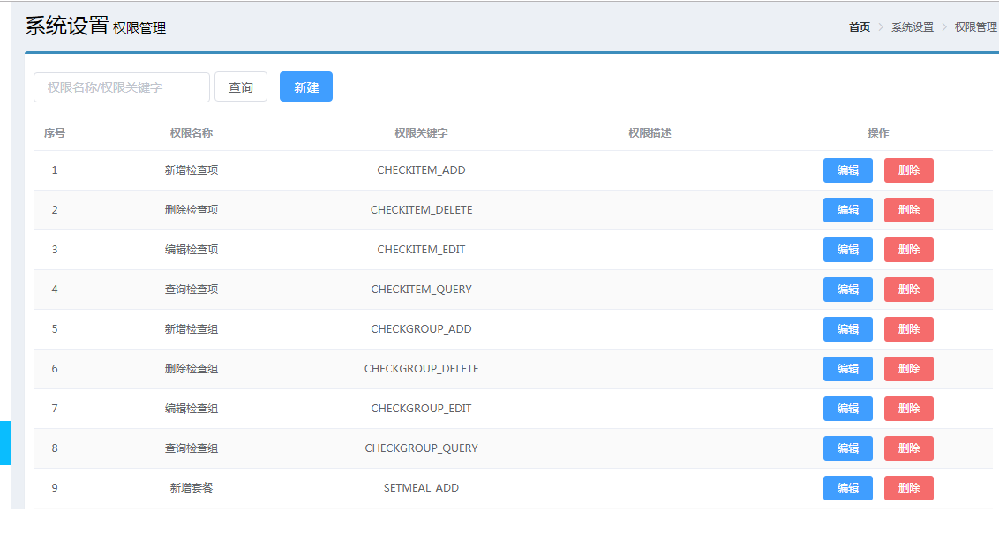 系统设置 权限管理 首页 > 系统设置 > 权限管理
权限名称/权限关键字 查询 新建
序号 权限名称 权限关键字 权限描述 操作
1 新增检查项 CHECKITEM_ADD 编辑 删除
2 删除检查项 CHECKITEM_DELETE 编辑 删除
3 编辑检查项 CHECKITEM_EDIT 编辑 删除
4 查询检查项 CHECKITEM_QUERY 编辑 删除
5 新增检查组 CHECKGROUP_ADD 编辑 删除
6 删除检查组 CHECKGROUP_DELETE 编辑 删除
7 编辑检查组 CHECKGROUP_EDIT 编辑 删除
8 查询检查组 CHECKGROUP_QUERY 编辑 删除
9 新增套餐 SETMEAL_ADD 编辑 删除